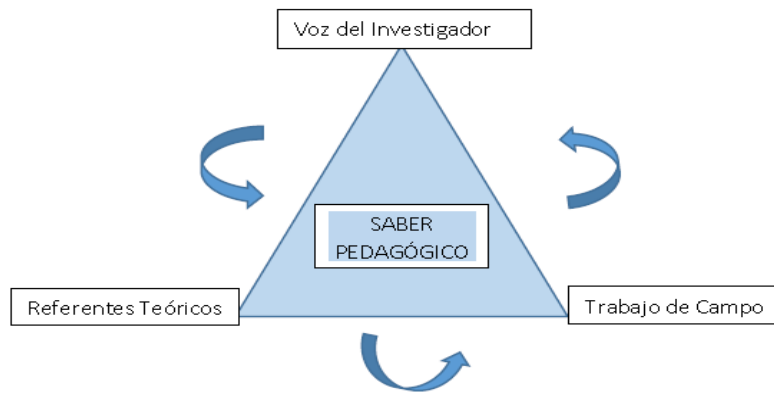 Voz del Investigador
SABER
PEDAGÓGICO
Referentes Teóricos
Trabajo de Campo